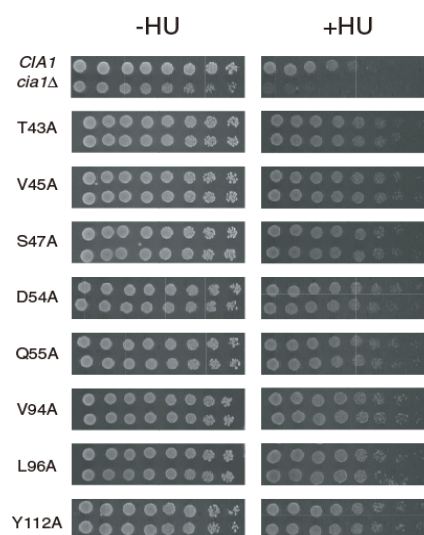 -HU +HU
CIA1
cia1Δ
T43A
V45A
S47A
D54A
Q55A
V94A
L96A
Y112A